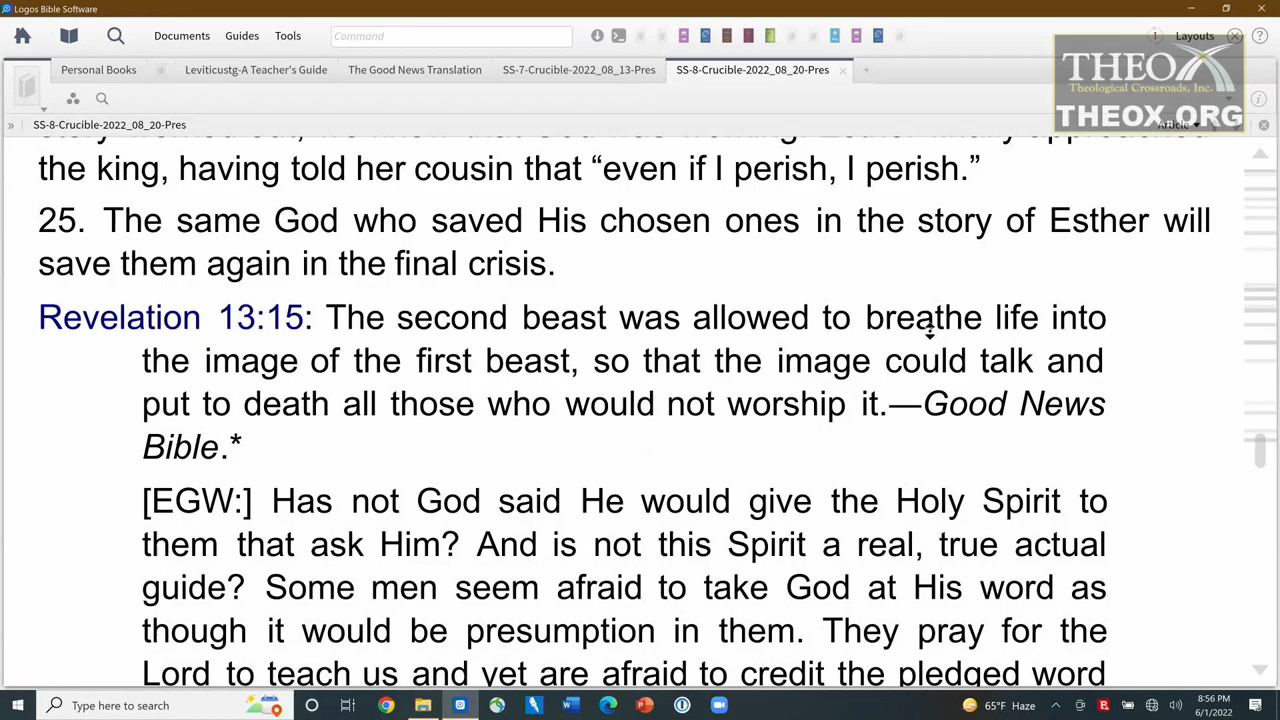 Logos Bible Software
Documents Guides Tools Command Layouts
Personal Books Leviticustg-A Teacher's Guide The Good News Translation SS-7-Crucible-2022_08_13-Pres SS-8-Crucible-2022_08_20-Pres
THEOX
Theological Crossroads, Inc.
THEOX.ORG
SS-8-Crucible-2022_08_20-Pres Article
the king, having told her cousin that “even if I perish, I perish.”
25. The same God who saved His chosen ones in the story of Esther will
save them again in the final crisis.
Revelation 13:15: The second beast was allowed to breathe life into
the image of the first beast, so that the image could talk and
put to death all those who would not worship it.—Good News
Bible.*
[EGW:] Has not God said He would give the Holy Spirit to
them that ask Him? And is not this Spirit a real, true actual
guide? Some men seem afraid to take God at His word as
though it would be presumption in them. They pray for the
Lord to teach us and yet are afraid to credit the pledged word
Type here to search
65°F Haze
8:56 PM
6/1/2022